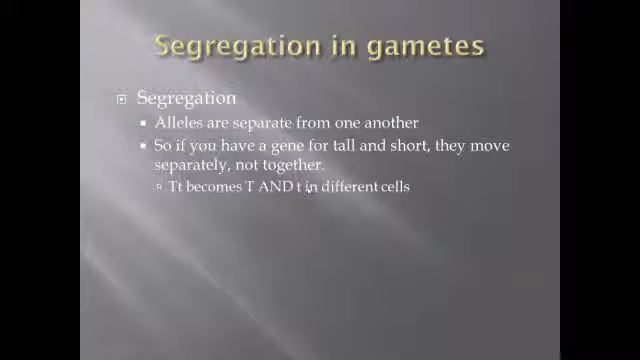 Segregation in gametes
Segregation
Alleles are separate from one another
So if you have a gene for tall and short, they move
separately, not together.
Tt becomes T AND t in different cells